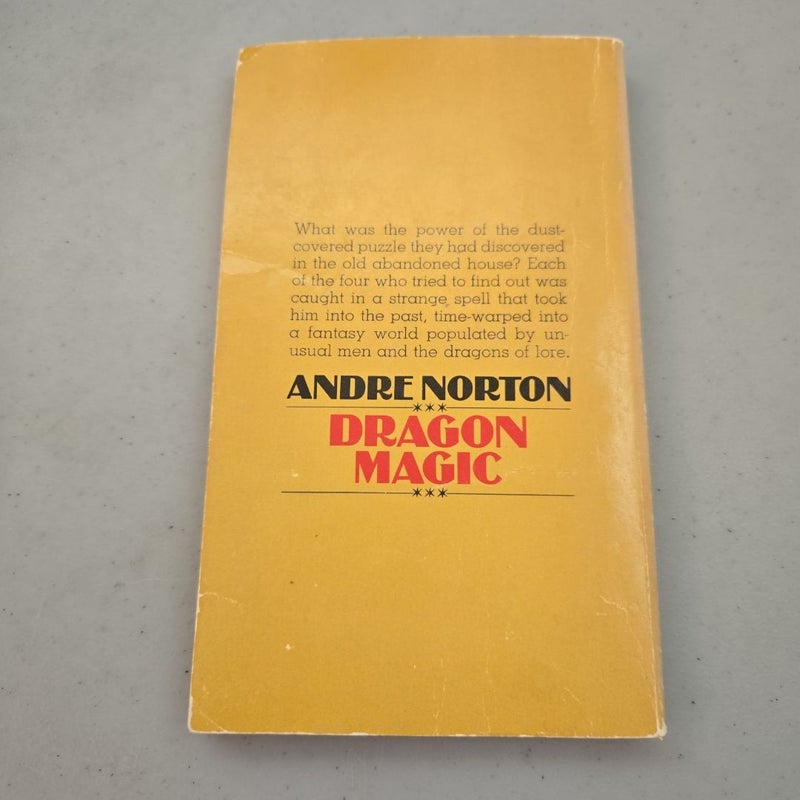 What was the power of the dust-
covered puzzle they had discovered
in the old abandoned house? Each
of the four who tried to find out was
caught in a strange spell that took
him into the past, time-warped into
a fantasy world populated by un-
usual men and the dragons of lore.
ANDRE NORTON
DRAGON
MAGIC